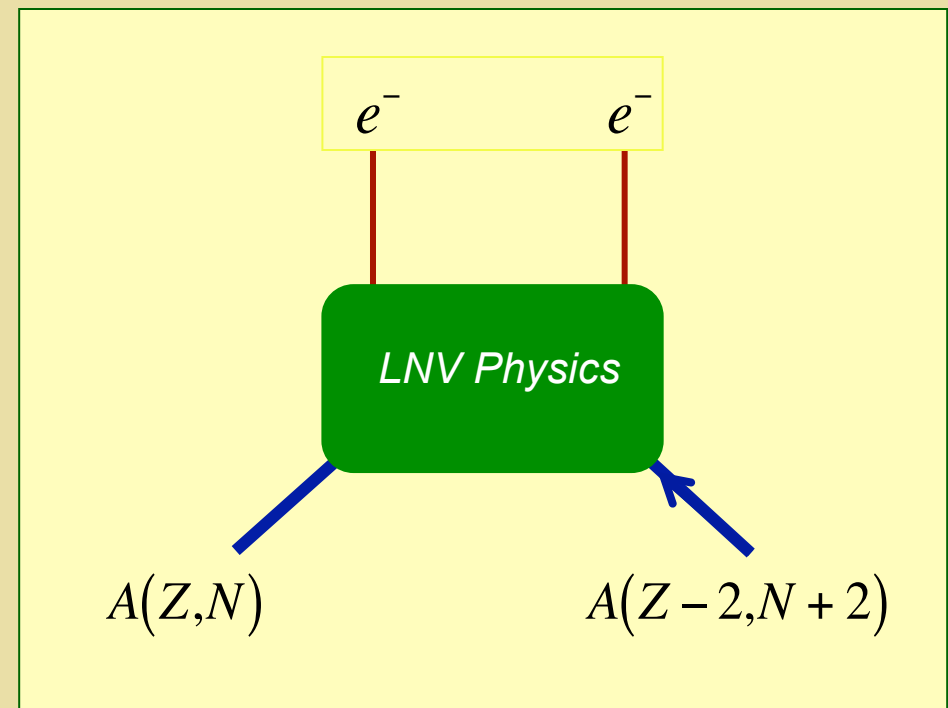 e⁻ e⁻
LNV Physics
A(Z,N) A(Z − 2,N + 2)